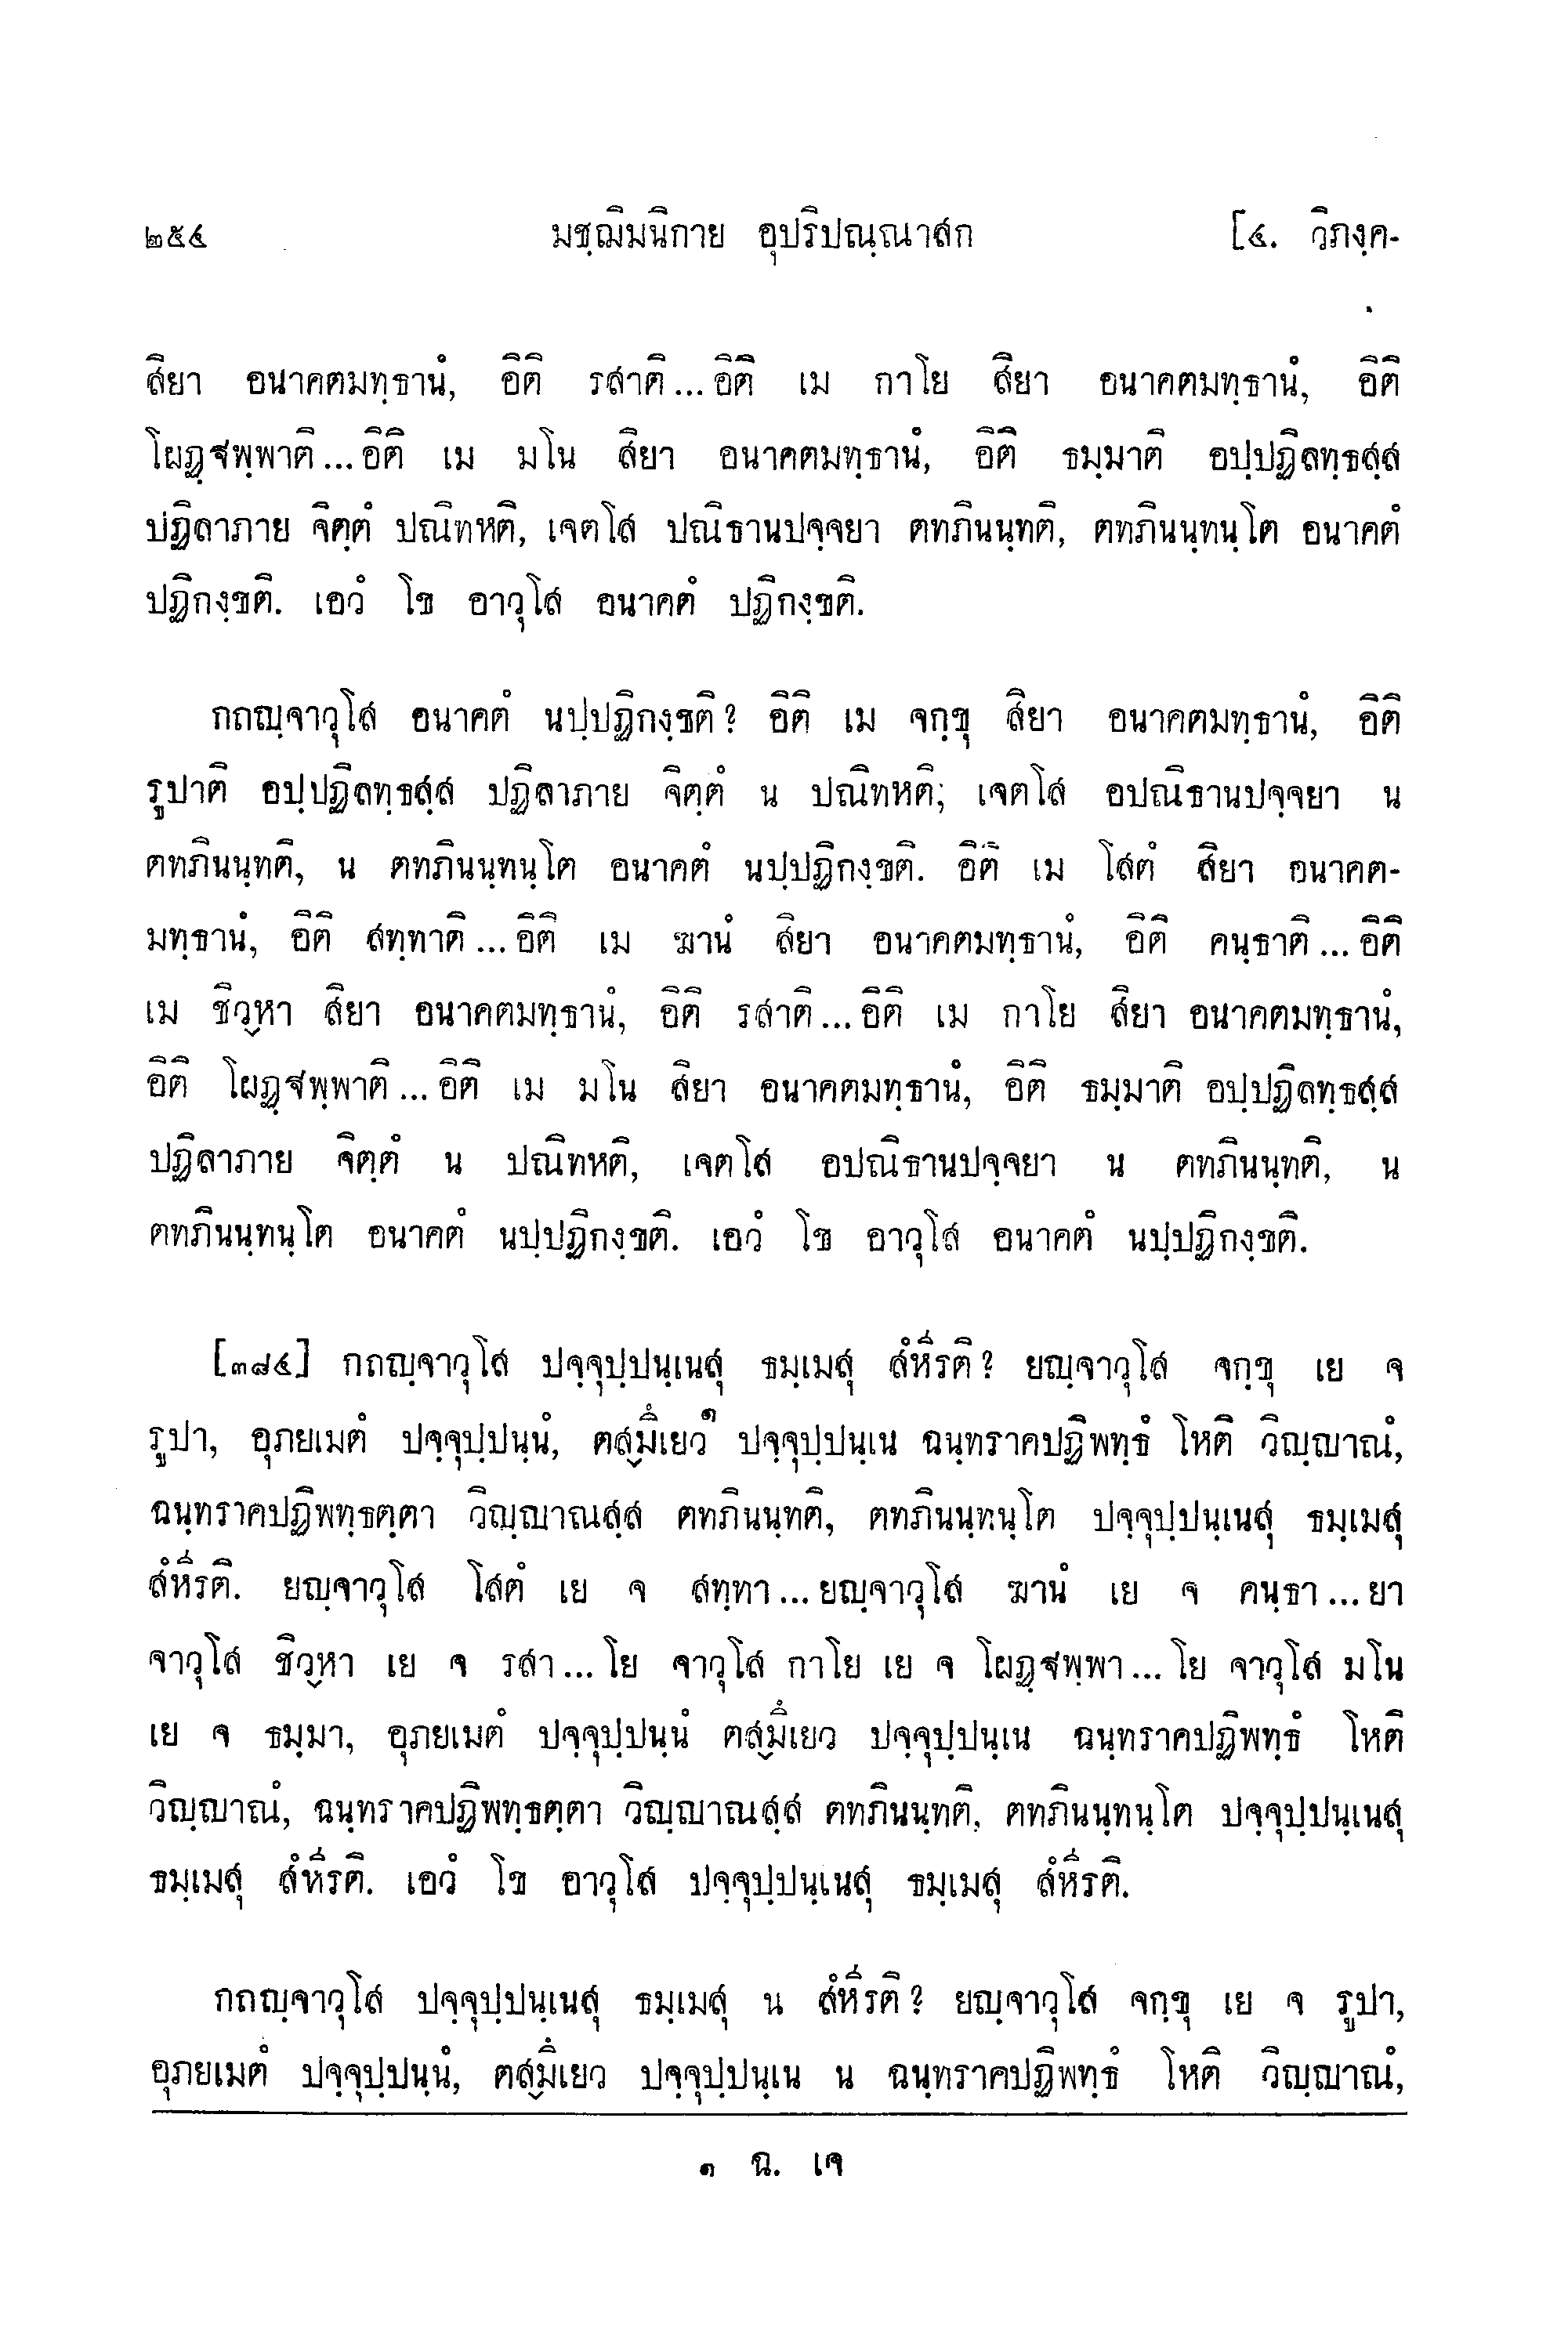 ๒๕๔ มชฺฌิมนิกาย อุปริปณฺณาสก [๔. วิภงฺค-
สิยา อนาคตมทฺธานํ, อิติ รสาติ...อิติ เม กาโย สิยา อนาคตมทฺธานํ, อิติ
โผฏฺฐพฺพาติ...อิติ เม มโน สิยา อนาคตมทฺธานํ, อิติ ธมฺมาติ อปฺปฏิลทฺธสฺส
ปฏิลาภาย จิตฺตํ ปณิทหติ, เจตโส ปณิธานปจฺจยา ตทภินนฺทติ, ตทภินนฺทนฺโต อนาคตํ
ปฏิกงฺขติ. เอวํ โข อาวุโส อนาคตํ ปฏิกงฺขติ.
กถญฺจาวุโส อนาคตํ นปฺปฏิกงฺขติ? อิติ เม จกฺขุ สิยา อนาคตมทฺธานํ, อิติ
รูปาติ อปฺปฏิลทฺธสฺส ปฏิลาภาย จิตฺตํ น ปณิทหติ; เจตโส อปณิธานปจฺจยา น
ตทภินนฺทติ, น ตทภินนฺทนฺโต อนาคตํ นปฺปฏิกงฺขติ. อิติ เม โสตํ สิยา อนาคต-
มทฺธานํ, อิติ สทฺทาติ...อิติ เม ฆานํ สิยา อนาคตมทฺธานํ, อิติ คนฺธาติ...อิติ
เม ชิวฺหา สิยา อนาคตมทฺธานํ, อิติ รสาติ...อิติ เม กาโย สิยา อนาคตมทฺธานํ,
อิติ โผฏฺฐพฺพาติ...อิติ เม มโน สิยา อนาคตมทฺธานํ, อิติ ธมฺมาติ อปฺปฏิลทฺธสฺส
ปฏิลาภาย จิตฺตํ น ปณิทหติ, เจตโส อปณิธานปจฺจยา น ตทภินนฺทติ, น
ตทภินนฺทนฺโต อนาคตํ นปฺปฏิกงฺขติ. เอวํ โข อาวุโส อนาคตํ นปฺปฏิกงฺขติ.
[๓๘๔] กถญฺจาวุโส ปจฺจุปฺปนฺเนสุ ธมฺเมสุ สํหีรติ? ยญฺจาวุโส จกฺขุ เย จ
รูปา, อุภยเมตํ ปจฺจุปฺปนฺนํ, ตสฺมึเยว๑ ปจฺจุปฺปนฺเน ฉนฺทราคปฏิพทฺธํ โหติ วิญฺญาณํ,
ฉนฺทราคปฏิพทฺธตฺตา วิญฺญาณสฺส ตทภินนฺทติ, ตทภินนฺทนฺโต ปจฺจุปฺปนฺเนสุ ธมฺเมสุ
สํหีรติ. ยญฺจาวุโส โสตํ เย จ สทฺทา...ยญฺจาวุโส ฆานํ เย จ คนฺธา...ยา
จาวุโส ชิวฺหา เย จ รสา...โย จาวุโส กาโย เย จ โผฏฺฐพฺพา...โย จาวุโส มโน
เย จ ธมฺมา, อุภยเมตํ ปจฺจุปฺปนฺนํ ตสฺมึเยว ปจฺจุปฺปนฺเน ฉนฺทราคปฏิพทฺธํ โหติ
วิญฺญาณํ, ฉนฺทราคปฏิพทฺธตฺตา วิญฺญาณสฺส ตทภินนฺทติ, ตทภินนฺทนฺโต ปจฺจุปฺปนฺเนสุ
ธมฺเมสุ สํหีรติ. เอวํ โข อาวุโส ปจฺจุปฺปนฺเนสุ ธมฺเมสุ สํหีรติ.
กถญฺจาวุโส ปจฺจุปฺปนฺเนสุ ธมฺเมสุ น สํหีรติ? ยญฺจาวุโส จกฺขุ เย จ รูปา,
อุภยเมตํ ปจฺจุปฺปนฺนํ, ตสฺมึเยว ปจฺจุปฺปนฺเน น ฉนฺทราคปฏิพทฺธํ โหติ วิญฺญาณํ,
๑ ฉ. เจ